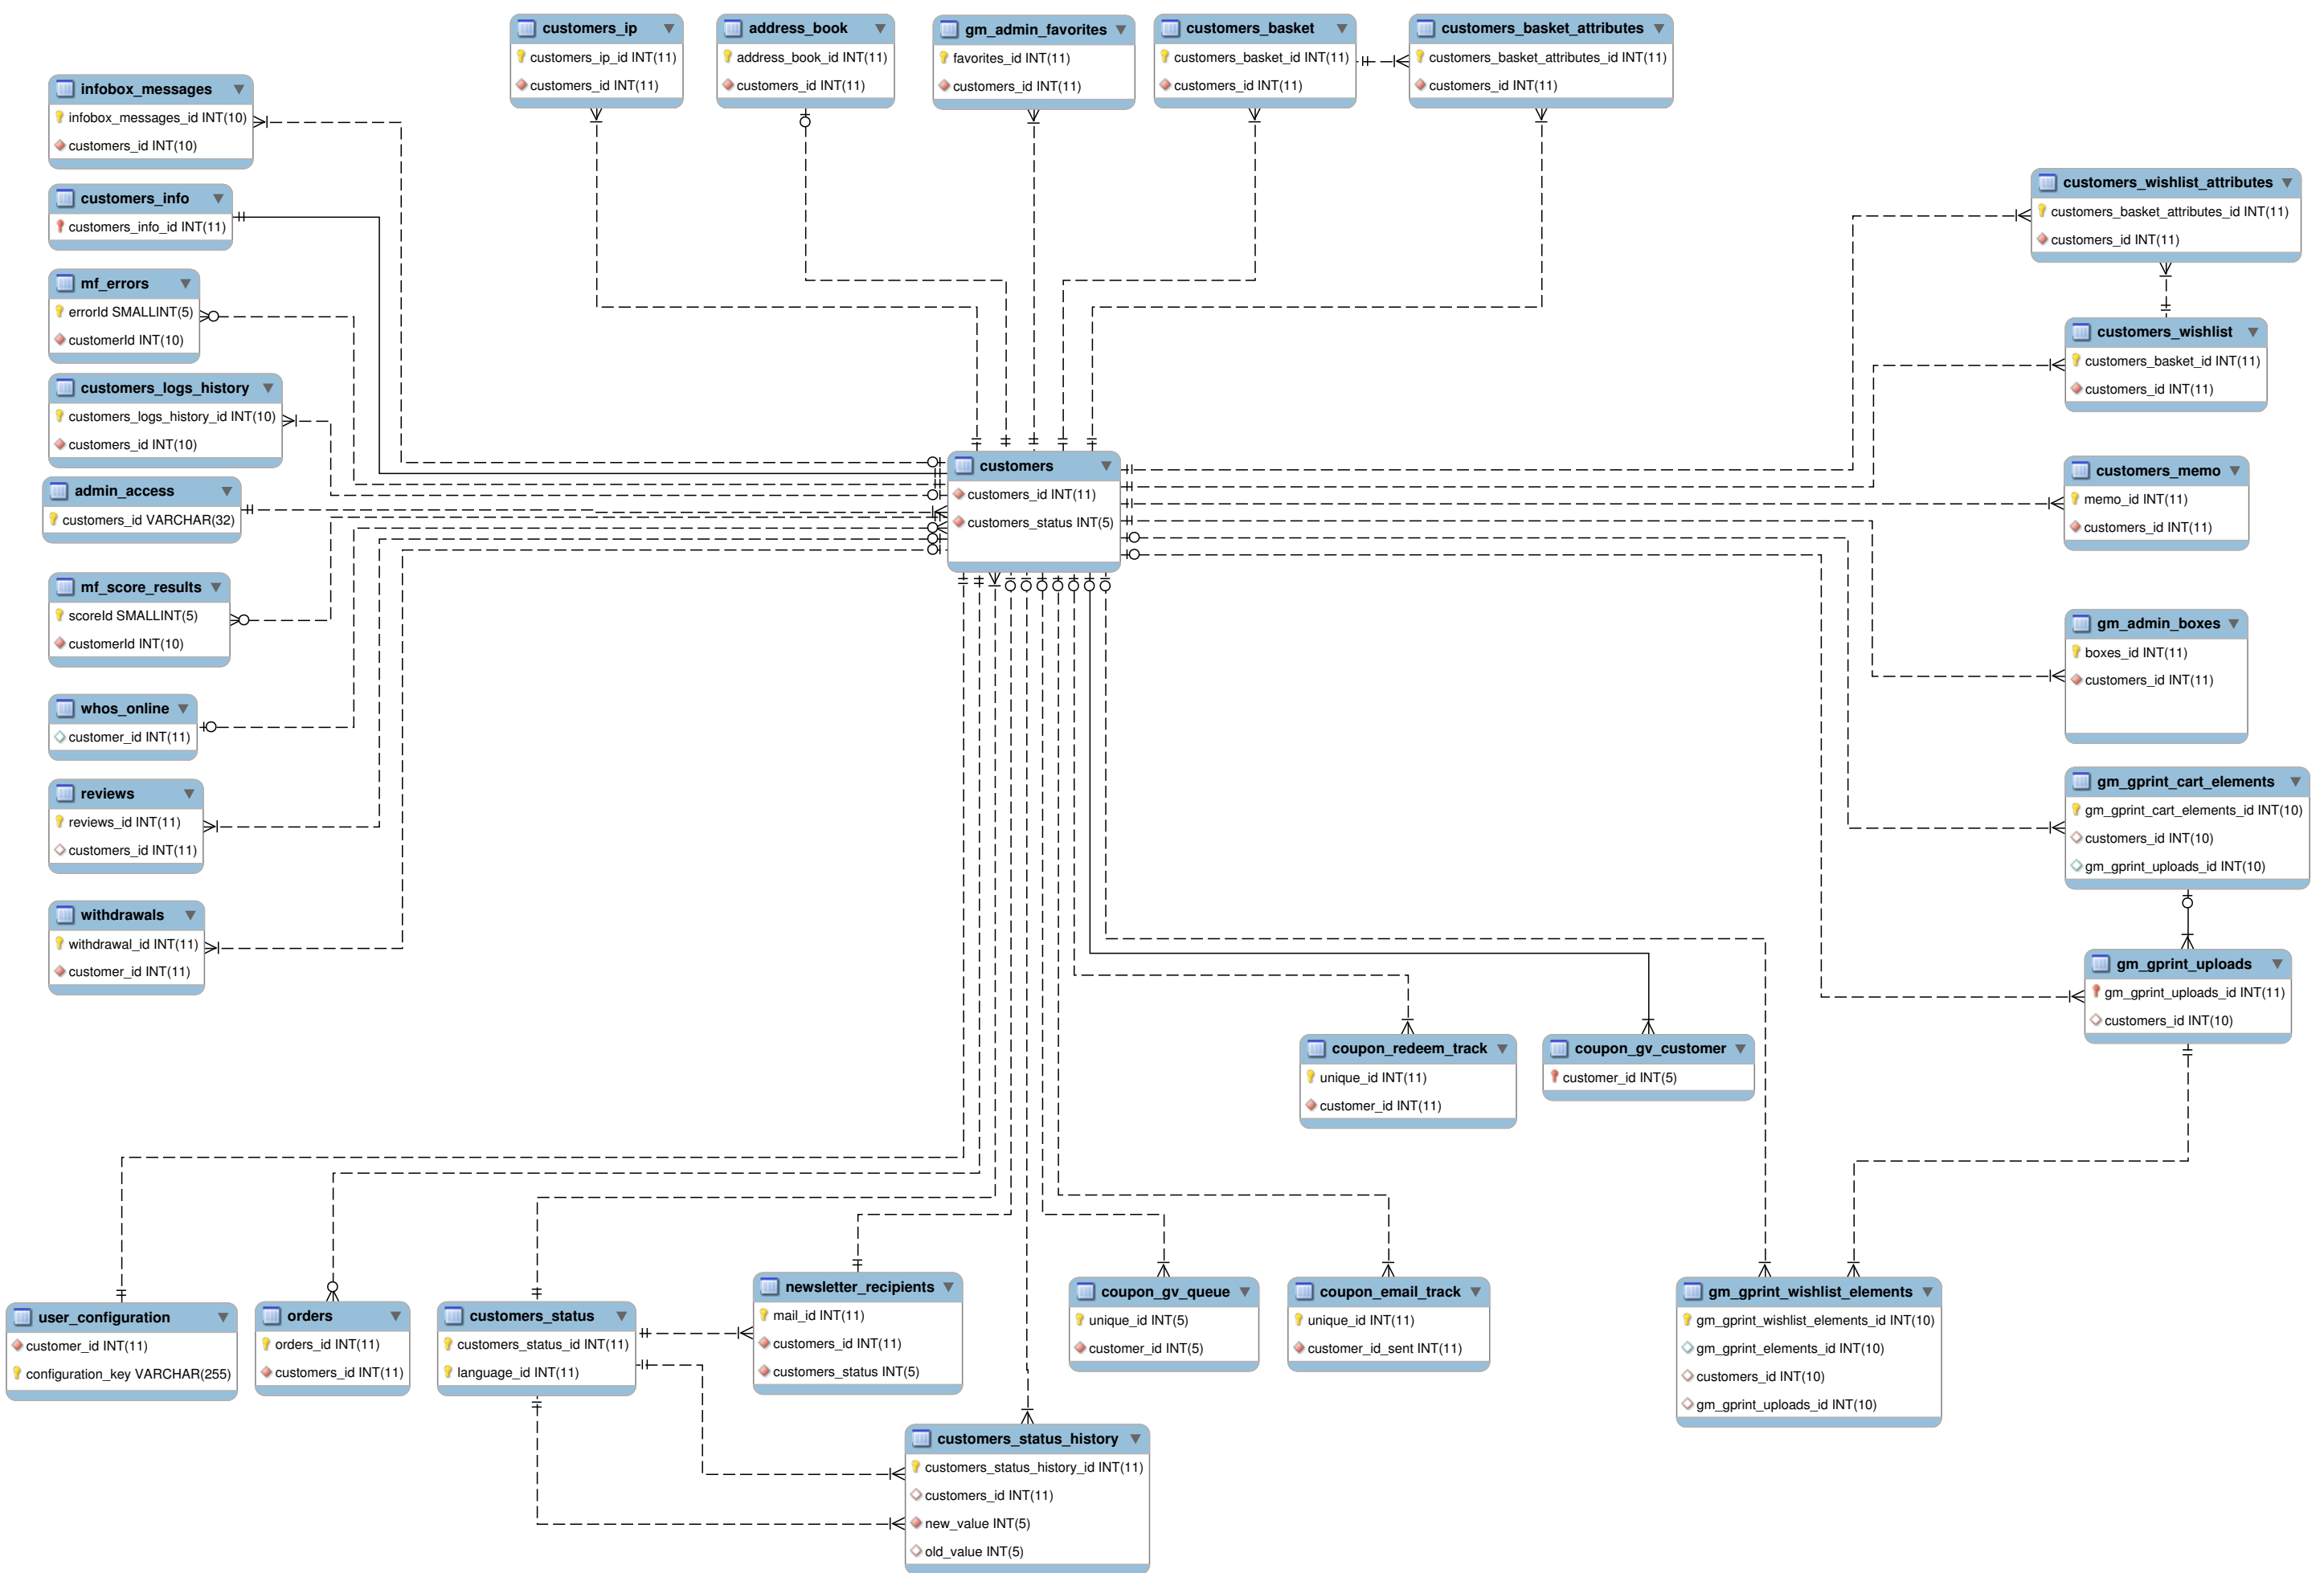 customers_ip
customers_ip_id INT(11)
customers_id INT(11)
address_book
address_book_id INT(11)
customers_id INT(11)
gm_admin_favorites
favorites_id INT(11)
customers_id INT(11)
customers_basket
customers_basket_id INT(11)
customers_id INT(11)
customers_basket_attributes
customers_basket_attributes_id INT(11)
customers_id INT(11)
infobox_messages
infobox_messages_id INT(10)
customers_id INT(10)
customers_info
customers_info_id INT(11)
mf_errors
errorId SMALLINT(5)
customerId INT(10)
customers_logs_history
customers_logs_history_id INT(10)
customers_id INT(10)
admin_access
customers_id VARCHAR(32)
mf_score_results
scoreId SMALLINT(5)
customerId INT(10)
whos_online
customer_id INT(11)
reviews
reviews_id INT(11)
customers_id INT(11)
withdrawals
withdrawal_id INT(11)
customer_id INT(11)
customers
customers_id INT(11)
customers_status INT(5)
customers_wishlist_attributes
customers_basket_attributes_id INT(11)
customers_id INT(11)
customers_wishlist
customers_basket_id INT(11)
customers_id INT(11)
customers_memo
memo_id INT(11)
customers_id INT(11)
gm_admin_boxes
boxes_id INT(11)
customers_id INT(11)
gm_gprint_cart_elements
gm_gprint_cart_elements_id INT(10)
customers_id INT(10)
gm_gprint_uploads_id INT(10)
gm_gprint_uploads
gm_gprint_uploads_id INT(11)
customers_id INT(10)
coupon_redeem_track
unique_id INT(11)
customer_id INT(11)
coupon_gv_customer
customer_id INT(5)
user_configuration
customer_id INT(11)
configuration_key VARCHAR(255)
orders
orders_id INT(11)
customers_id INT(11)
customers_status
customers_status_id INT(11)
language_id INT(11)
newsletter_recipients
mail_id INT(11)
customers_id INT(11)
customers_status INT(5)
coupon_gv_queue
unique_id INT(5)
customer_id INT(5)
coupon_email_track
unique_id INT(11)
customer_id_sent INT(11)
gm_gprint_wishlist_elements
gm_gprint_wishlist_elements_id INT(10)
gm_gprint_elements_id INT(10)
customers_id INT(10)
gm_gprint_uploads_id INT(10)
customers_status_history
customers_status_history_id INT(11)
customers_id INT(11)
new_value INT(5)
old_value INT(5)